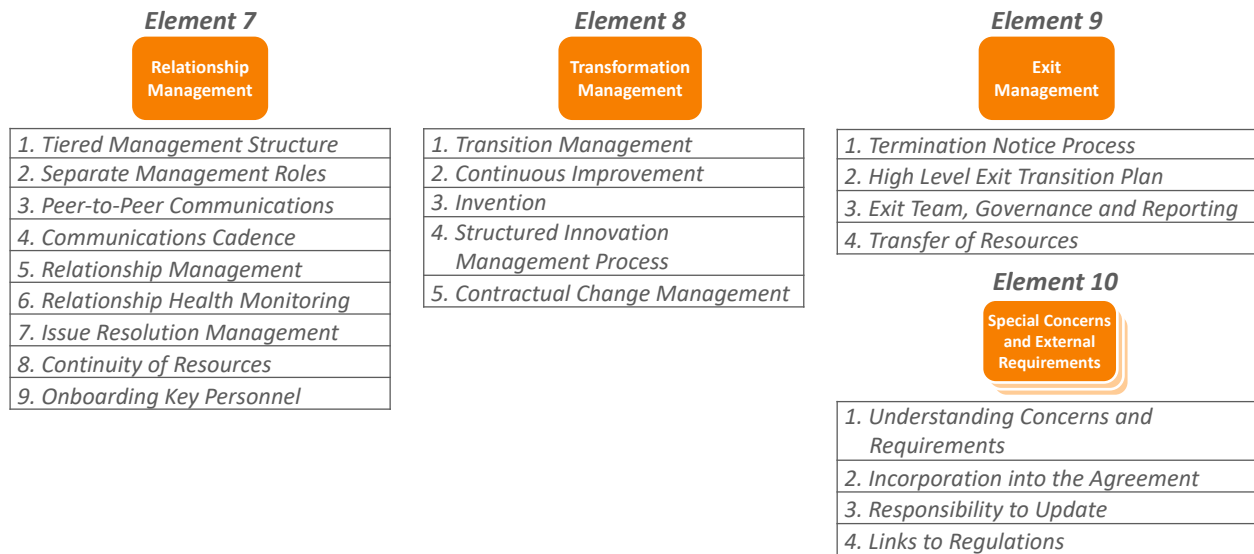 Element 7
Relationship
Management
1. Tiered Management Structure
2. Separate Management Roles
3. Peer-to-Peer Communications
4. Communications Cadence
5. Relationship Management
6. Relationship Health Monitoring
7. Issue Resolution Management
8. Continuity of Resources
9. Onboarding Key Personnel
Element 8
Transformation
Management
1. Transition Management
2. Continuous Improvement
3. Invention
4. Structured Innovation
Management Process
5. Contractual Change Management
Element 9
Exit
Management
1. Termination Notice Process
2. High Level Exit Transition Plan
3. Exit Team, Governance and Reporting
4. Transfer of Resources
Element 10
Special Concerns
and External
Requirements
1. Understanding Concerns and
Requirements
2. Incorporation into the Agreement
3. Responsibility to Update
4. Links to Regulations